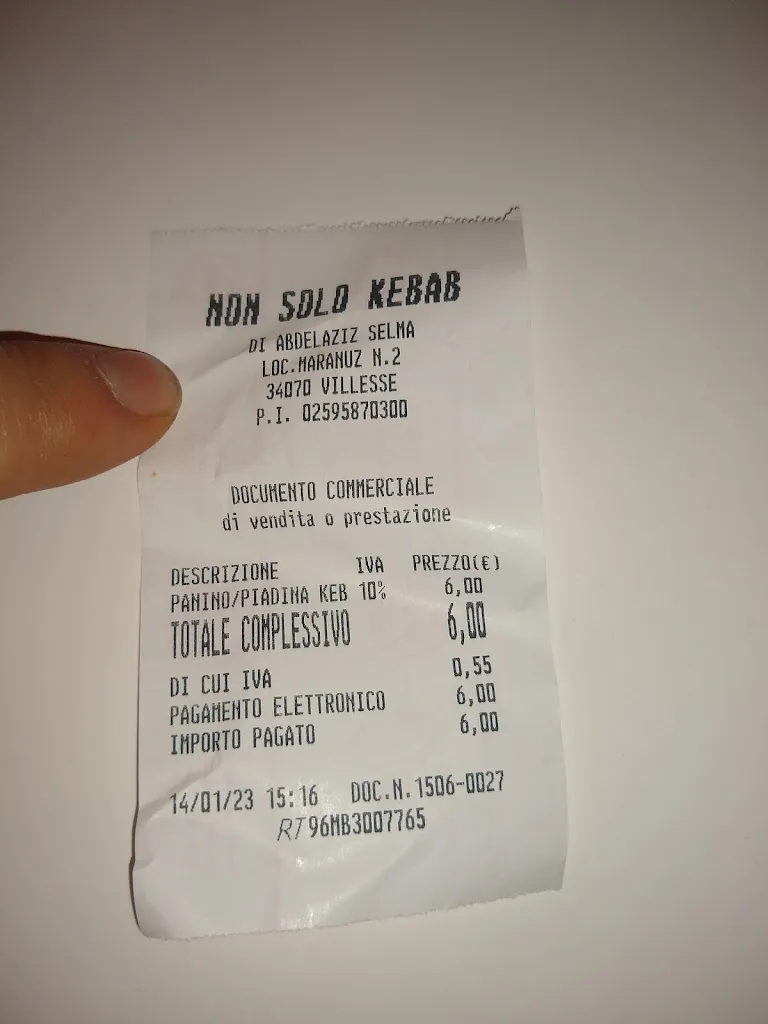 NON SOLO KEBAB
DI ABDELAZIZ SELMA
LOC.MARANUZ N.2
34070 VILLESSE
P.I. 02595870300
DOCUMENTO COMMERCIALE
di vendita o prestazione
DESCRIZIONE IVA PREZZO(€)
PANINO/PIADINA KEB 10% 6,00
TOTALE COMPLESSIVO 6,00
DI CUI IVA 0,55
PAGAMENTO ELETTRONICO 6,00
IMPORTO PAGATO 6,00
14/01/23 15:16 DOC.N.1506-0027
RT 96MB3007765